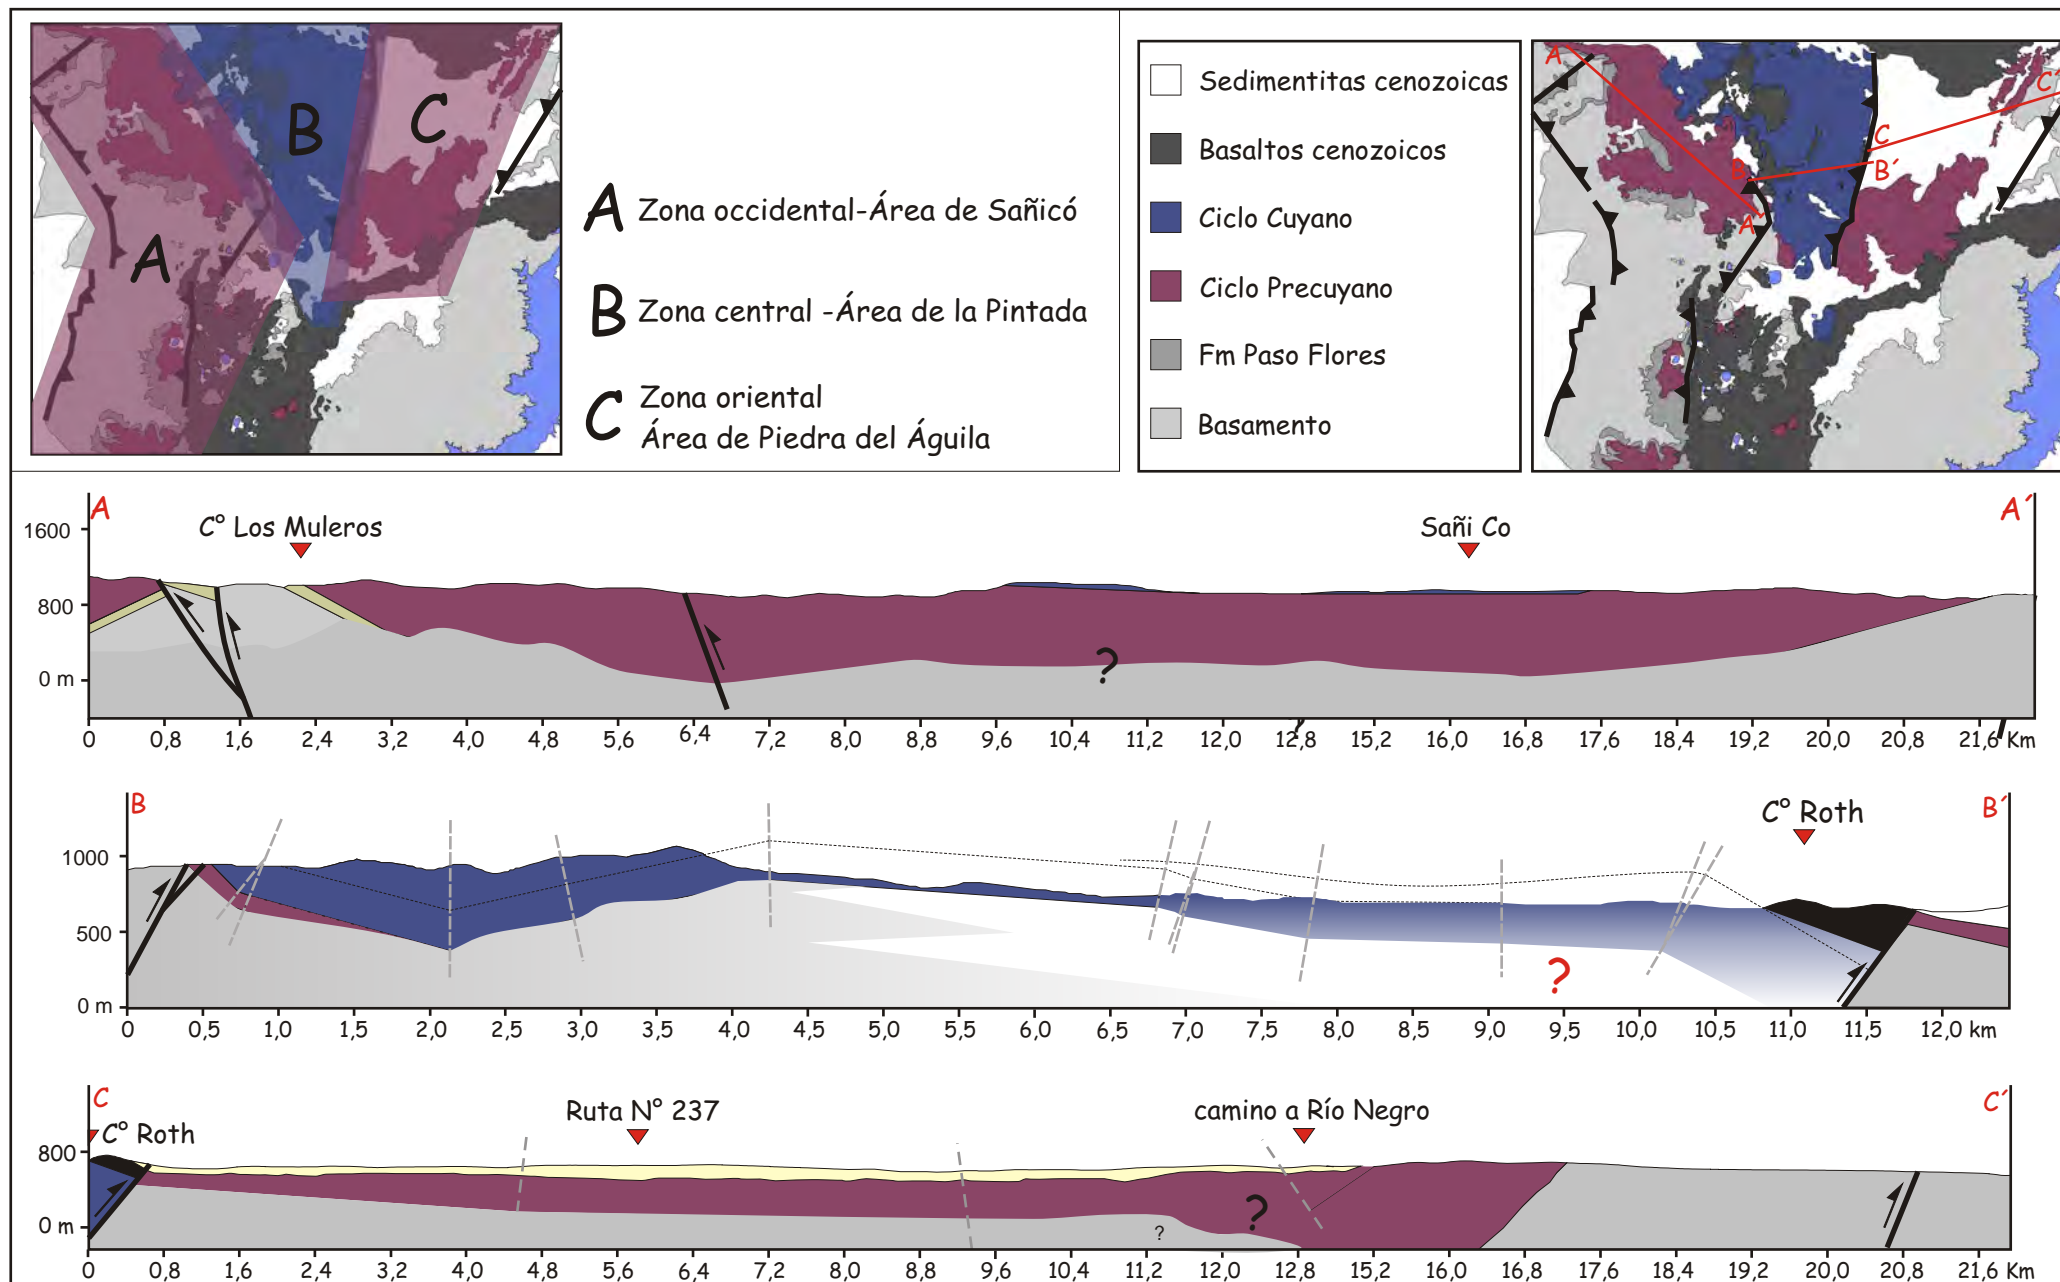 A
B
C
A Zona occidental-Área de Sañicó
B Zona central -Área de la Pintada
C Zona oriental
Área de Piedra del Águila
Sedimentitas cenozoicas
Basaltos cenozoicos
Ciclo Cuyano
Ciclo Precuyano
Fm Paso Flores
Basamento
A
C´
C
B
B´
A´
A
A´
C° Los Muleros
Sañi Co
1600
800
0 m
?
0 0,8 1,6 2,4 3,2 4,0 4,8 5,6 6,4 7,2 8,0 8,8 9,6 10,4 11,2 12,0 12,8 15,2 16,0 16,8 17,6 18,4 19,2 20,0 20,8 21,6 Km
B
B´
C° Roth
1000
500
0 m
?
0 0,5 1,0 1,5 2,0 2,5 3,0 3,5 4,0 4,5 5,0 5,5 6,0 6,5 7,0 7,5 8,0 8,5 9,0 9,5 10,0 10,5 11,0 11,5 12,0 km
C
C´
C° Roth
Ruta N° 237
camino a Río Negro
800
0 m
?
?
0 0,8 1,6 2,4 3,2 4,0 4,8 5,6 6,4 7,2 8,0 8,8 9,6 10,4 11,2 12,8 14,4 15,2 16,0 16,8 17,6 18,4 19,2 20,0 20,8 21,6 Km